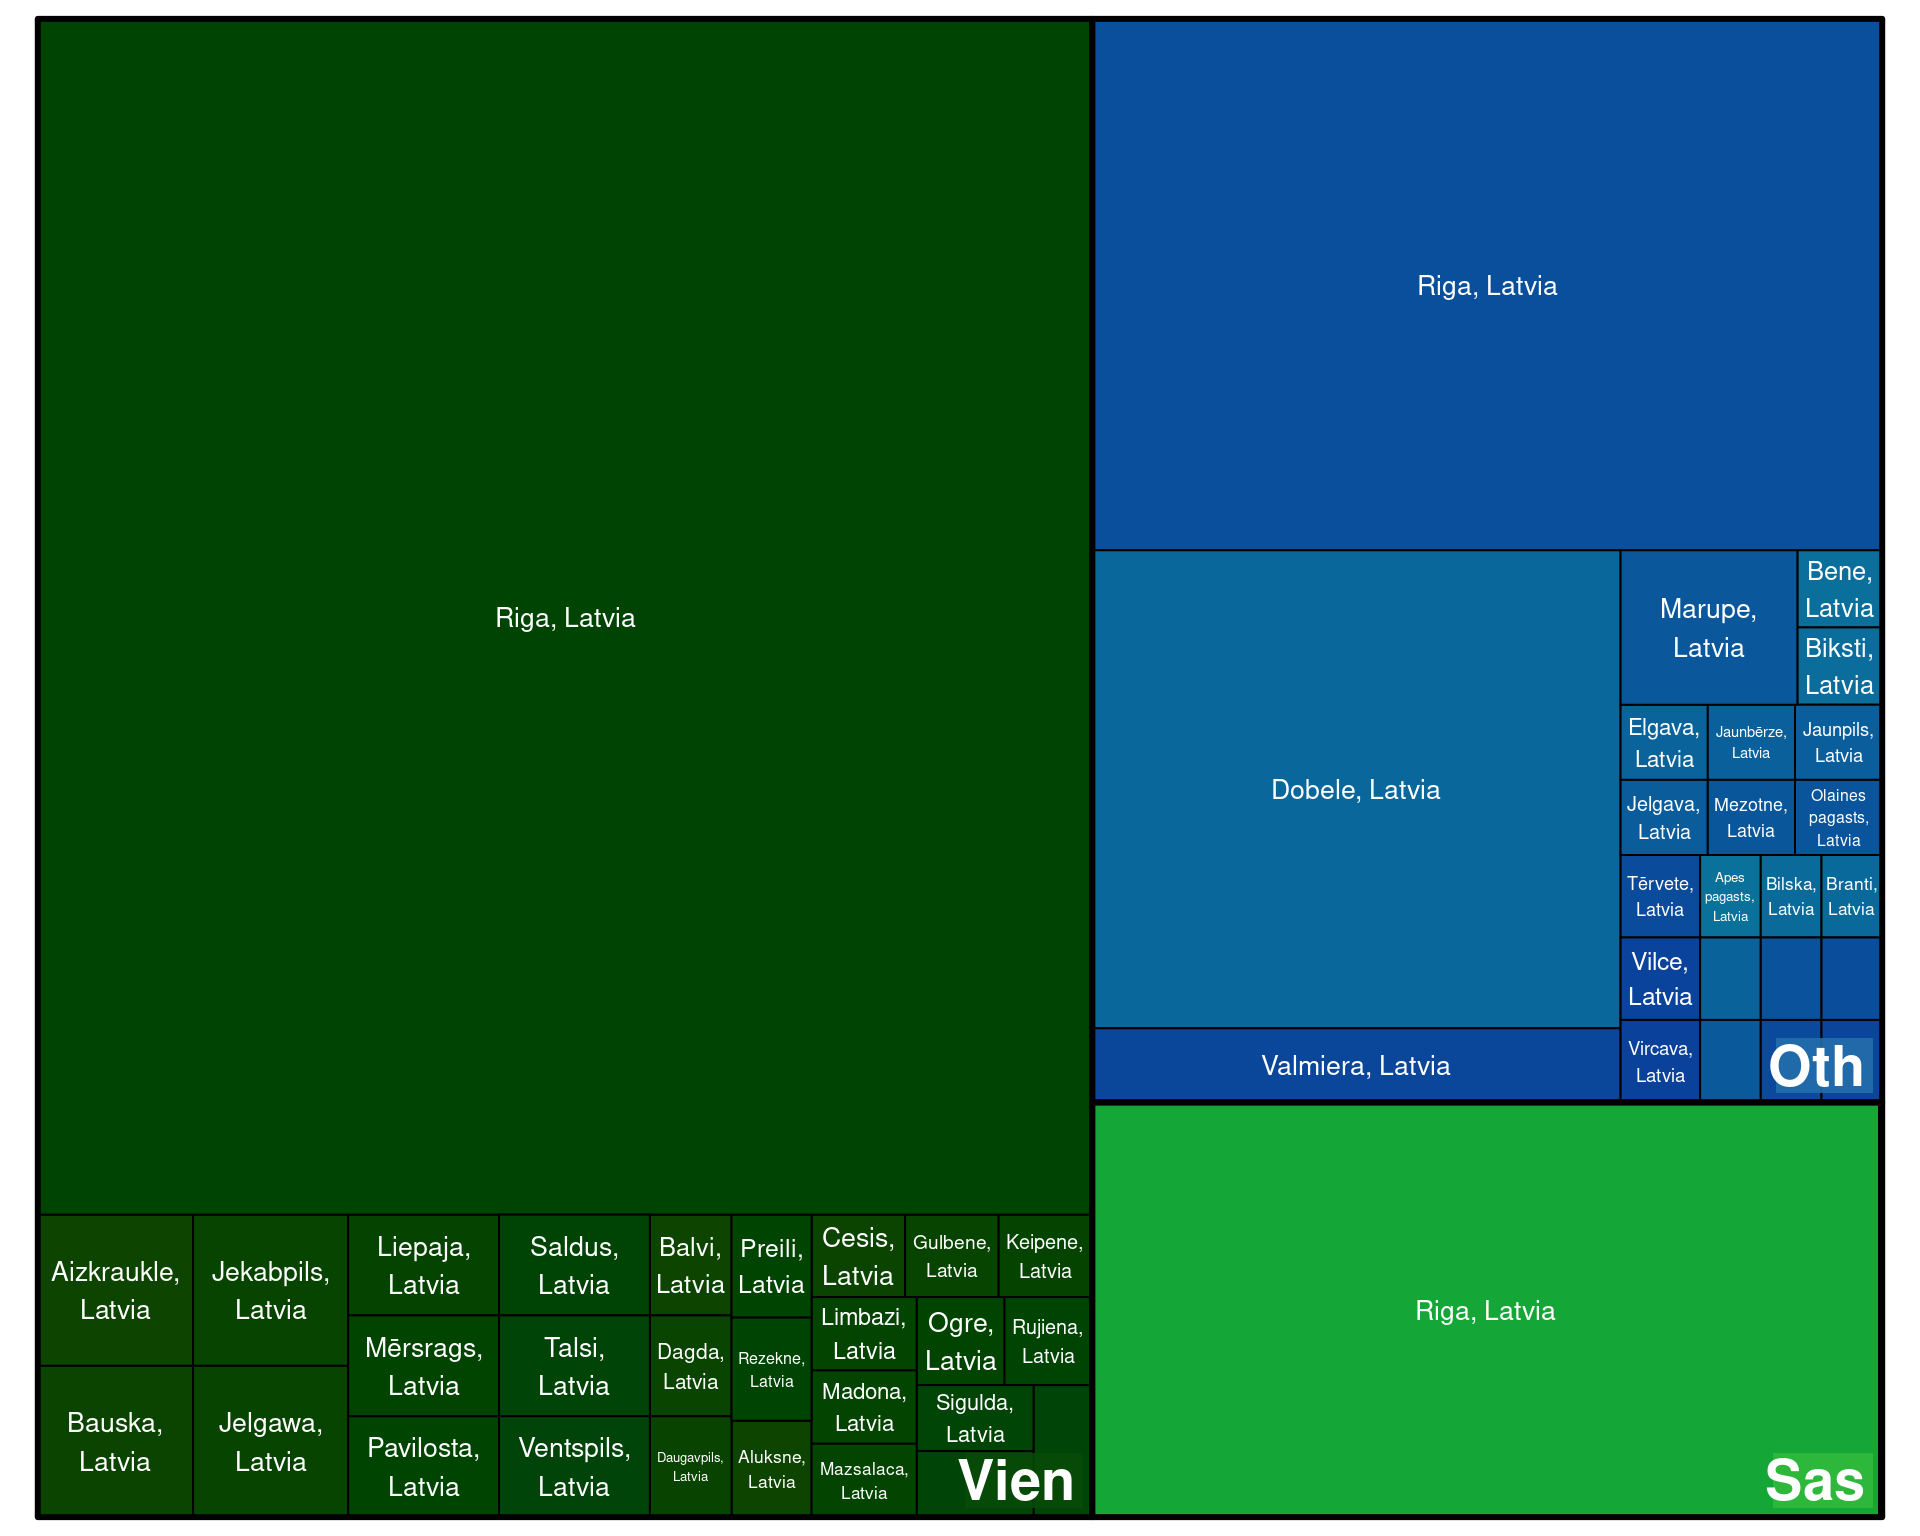 Riga, Latvia
Aizkraukle,
Latvia
Jekabpils,
Latvia
Bauska,
Latvia
Jelgawa,
Latvia
Liepaja,
Latvia
Saldus,
Latvia
Mērsrags,
Latvia
Talsi,
Latvia
Pavilosta,
Latvia
Ventspils,
Latvia
Balvi,
Latvia
Preili,
Latvia
Dagda,
Latvia
Rezekne,
Latvia
Daugavpils,
Latvia
Aluksne,
Latvia
Cesis,
Latvia
Gulbene,
Latvia
Keipene,
Latvia
Limbazi,
Latvia
Ogre,
Latvia
Rujiena,
Latvia
Madona,
Latvia
Sigulda,
Latvia
Mazsalaca,
Latvia
Vien
Riga, Latvia
Dobele, Latvia
Valmiera, Latvia
Marupe,
Latvia
Bene,
Latvia
Biksti,
Latvia
Elgava,
Latvia
Jaunbērze,
Latvia
Jaunpils,
Latvia
Jelgava,
Latvia
Mezotne,
Latvia
Olaines
pagasts,
Latvia
Tērvete,
Latvia
Apes
pagasts,
Latvia
Bilska,
Latvia
Branti,
Latvia
Vilce,
Latvia
Vircava,
Latvia
Oth
Riga, Latvia
Sas